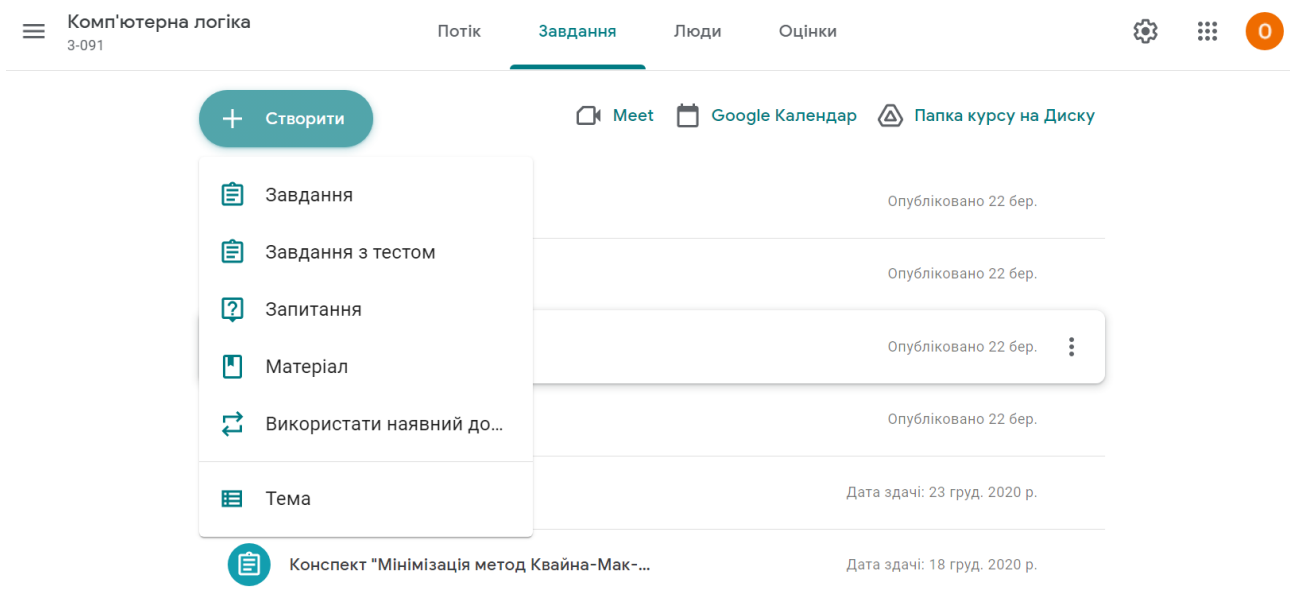 Комп'ютерна логіка
3-091
Потік Завдання Люди Оцінки
О
Створити
Meet Google Календар Папка курсу на Диску
Завдання
Опубліковано 22 бер.
Завдання з тестом
Опубліковано 22 бер.
Запитання
Опубліковано 22 бер.
Матеріал
Використати наявний до...
Опубліковано 22 бер.
Тема
Дата здачі: 23 груд. 2020 р.
Конспект "Мінімізація метод Квайна-Мак-...
Дата здачі: 18 груд. 2020 р.